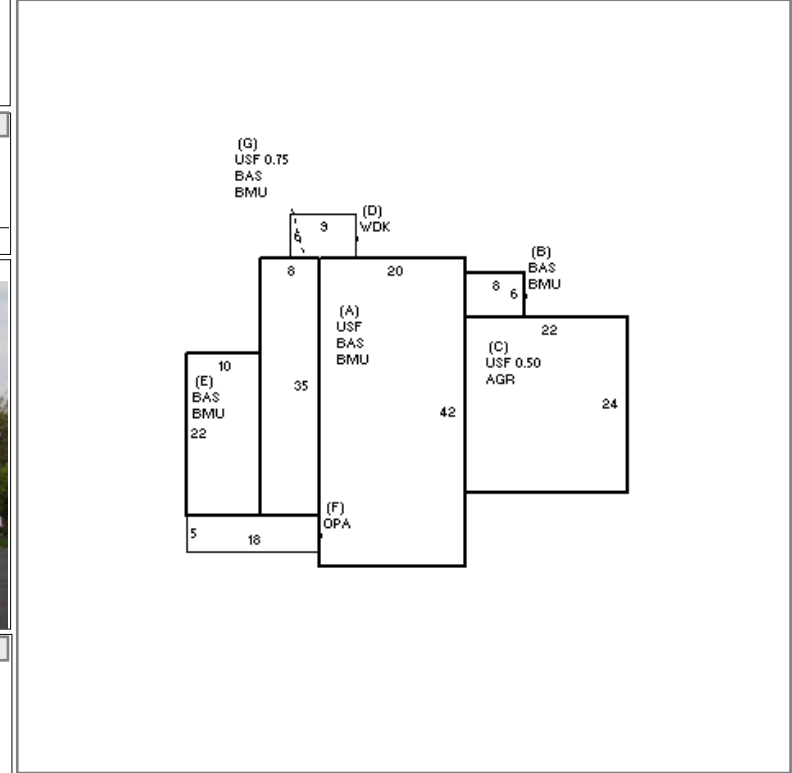 (G)
USF 0.75
BAS
BMU
(D)
WDK
9
6
(B)
BAS
BMU
8
20
8
6
(A)
USF
BAS
BMU
22
(C)
USF 0.50
AGR
10
(E)
BAS
BMU
22
35
42
24
(F)
OPA
5
18